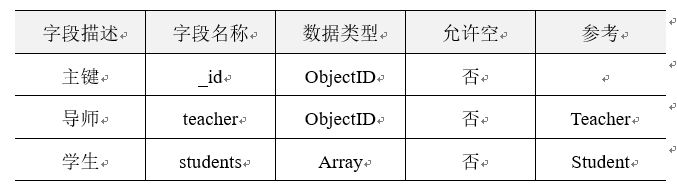 字段描述 字段名称 数据类型 允许空 参考
主键 _id ObjectID 否
导师 teacher ObjectID 否 Teacher
学生 students Array 否 Student